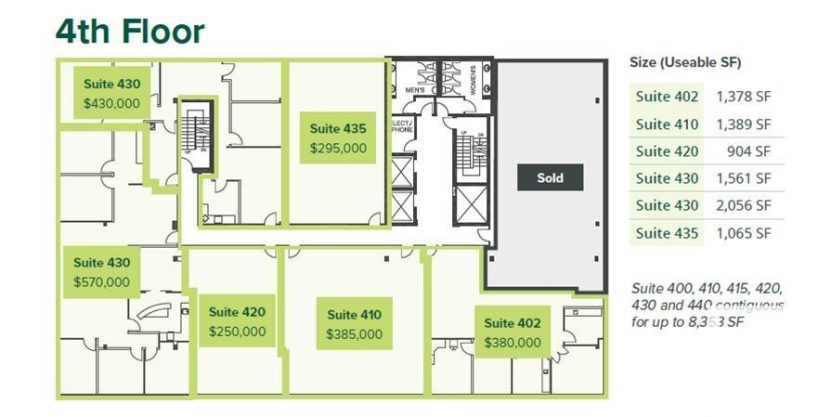 4th Floor
Suite 430
$430,000
Suite 435
$295,000
MEN'S
WOMEN'S
ELECT./
PHONE
UP
DN
UP
DN
Sold
Suite 430
$570,000
Suite 420
$250,000
Suite 410
$385,000
Suite 402
$380,000
Size (Useable SF)
Suite 402 1,378 SF
Suite 410 1,389 SF
Suite 420 904 SF
Suite 430 1,561 SF
Suite 430 2,056 SF
Suite 435 1,065 SF
Suite 400, 410, 415, 420,
430 and 440 contiguous
for up to 8,353 SF